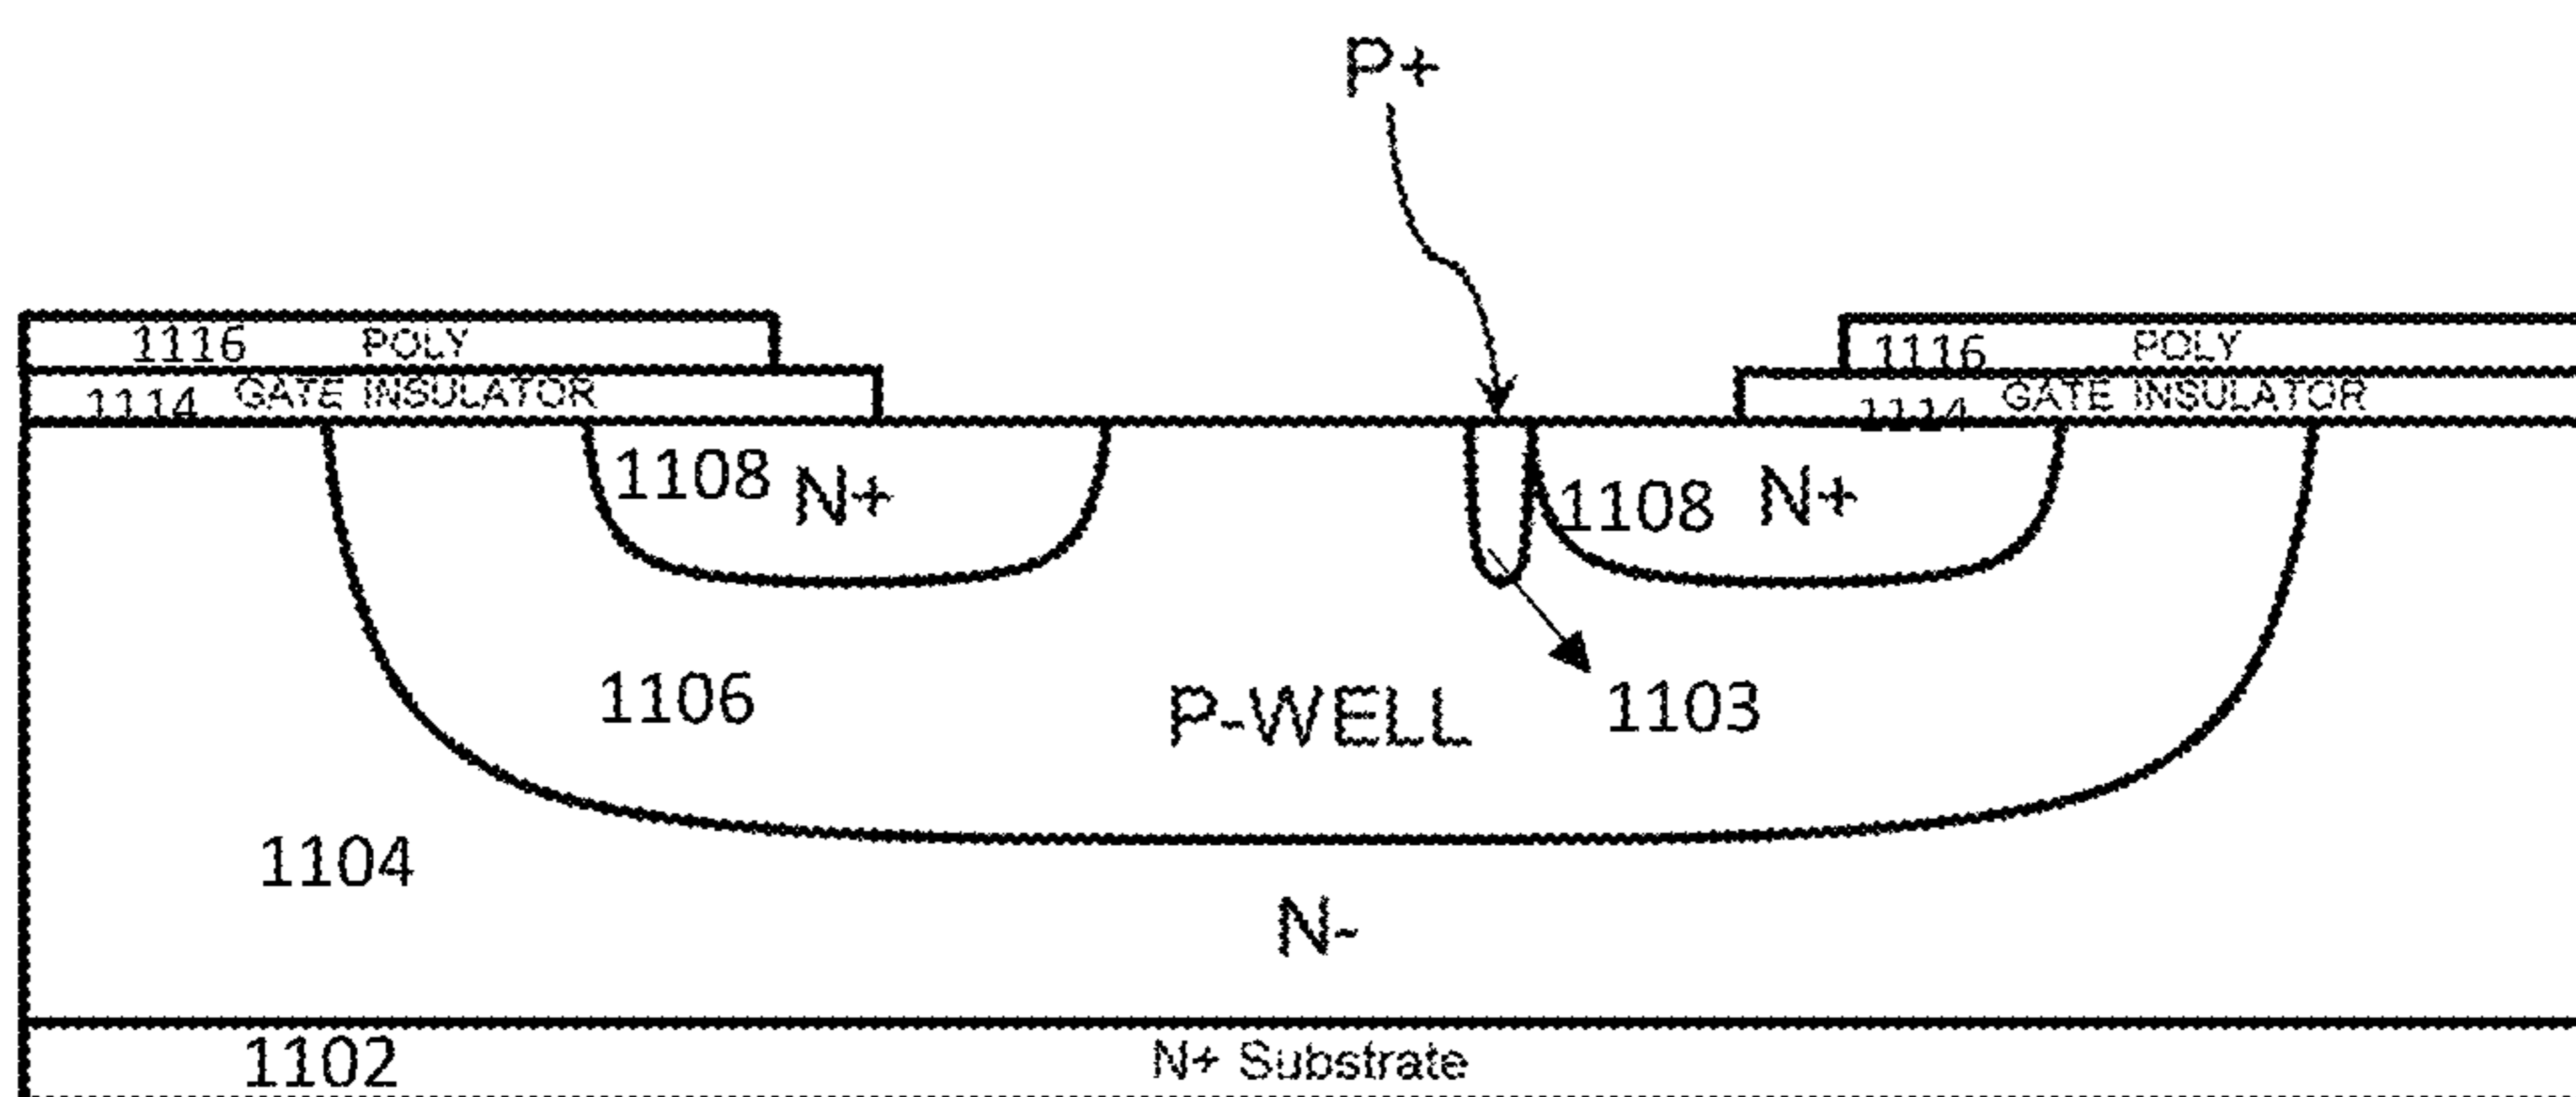 P+
1116 POLY 1116 POLY
1114 GATE INSULATOR 1114 GATE INSULATOR
1108 N+ 1108 N+
1106 P-WELL 1103
1104
N-
1102 N+ Substrate